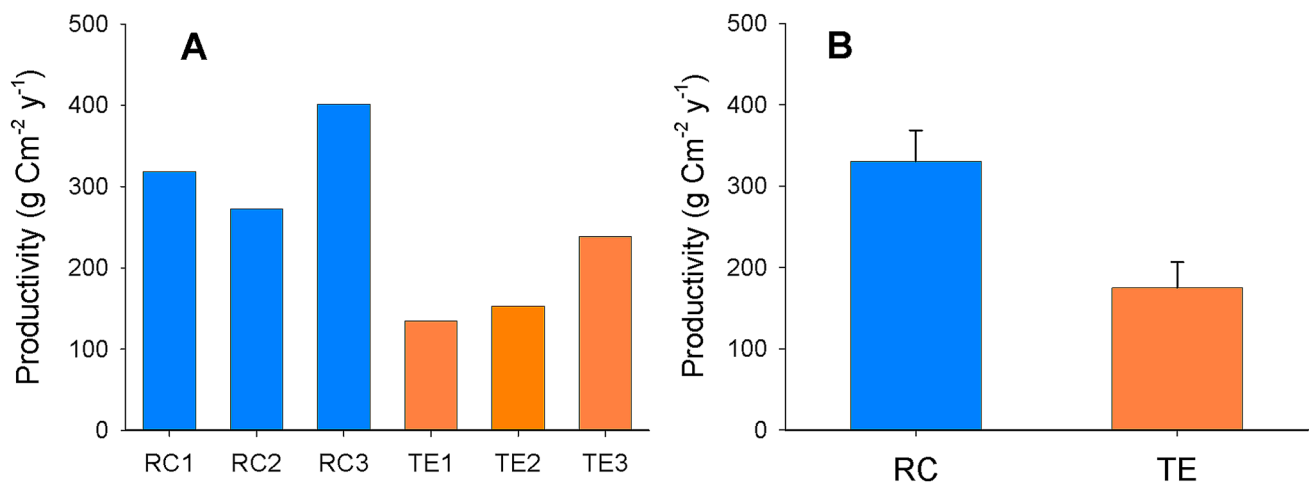 A
Productivity (g Cm⁻² y⁻¹)
500
400
300
200
100
0
RC1 RC2 RC3 TE1 TE2 TE3
B
Productivity (g Cm⁻² y⁻¹)
500
400
300
200
100
0
RC TE